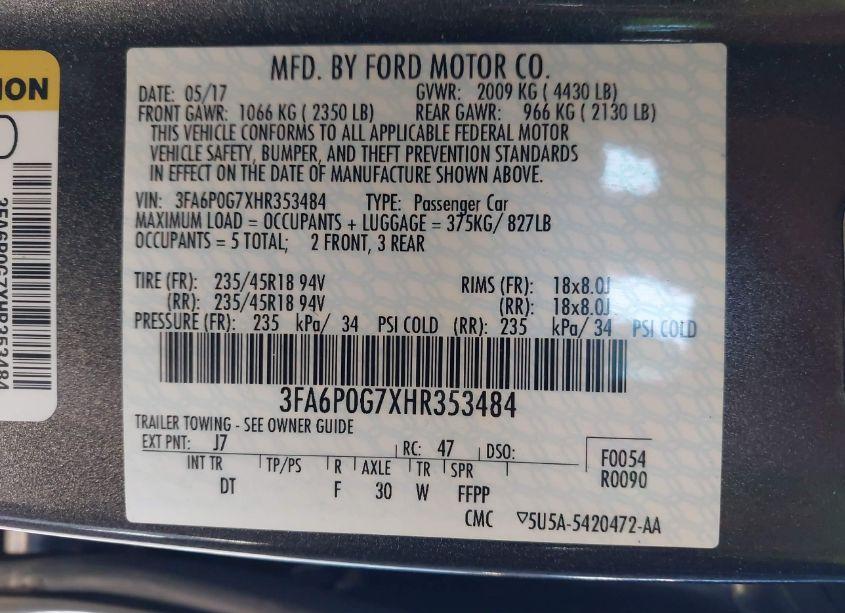 MFD. BY FORD MOTOR CO.
DATE: 05/17 GVWR: 2009 KG ( 4430 LB)
FRONT GAWR: 1066 KG ( 2350 LB) REAR GAWR: 966 KG ( 2130 LB)
THIS VEHICLE CONFORMS TO ALL APPLICABLE FEDERAL MOTOR
VEHICLE SAFETY, BUMPER, AND THEFT PREVENTION STANDARDS
IN EFFECT ON THE DATE OF MANUFACTURE SHOWN ABOVE.
VIN: 3FA6P0G7XHR353484 TYPE: Passenger Car
MAXIMUM LOAD = OCCUPANTS + LUGGAGE = 375KG/ 827LB
OCCUPANTS = 5 TOTAL; 2 FRONT, 3 REAR
TIRE (FR): 235/45R18 94V RIMS (FR): 18x8.0J
(RR): 235/45R18 94V (RR): 18x8.0J
PRESSURE (FR): 235 kPa/ 34 PSI COLD (RR): 235 kPa/ 34 PSI COLD
3FA6P0G7XHR353484
TRAILER TOWING - SEE OWNER GUIDE
EXT PNT: J7 RC: 47 DSO: F0054
R0090
INT TR TP/PS R AXLE TR SPR
DT F 30 W FFPP
CMC ▽5U5A-5420472-AA
ION
3FA6P0G7XHR353484